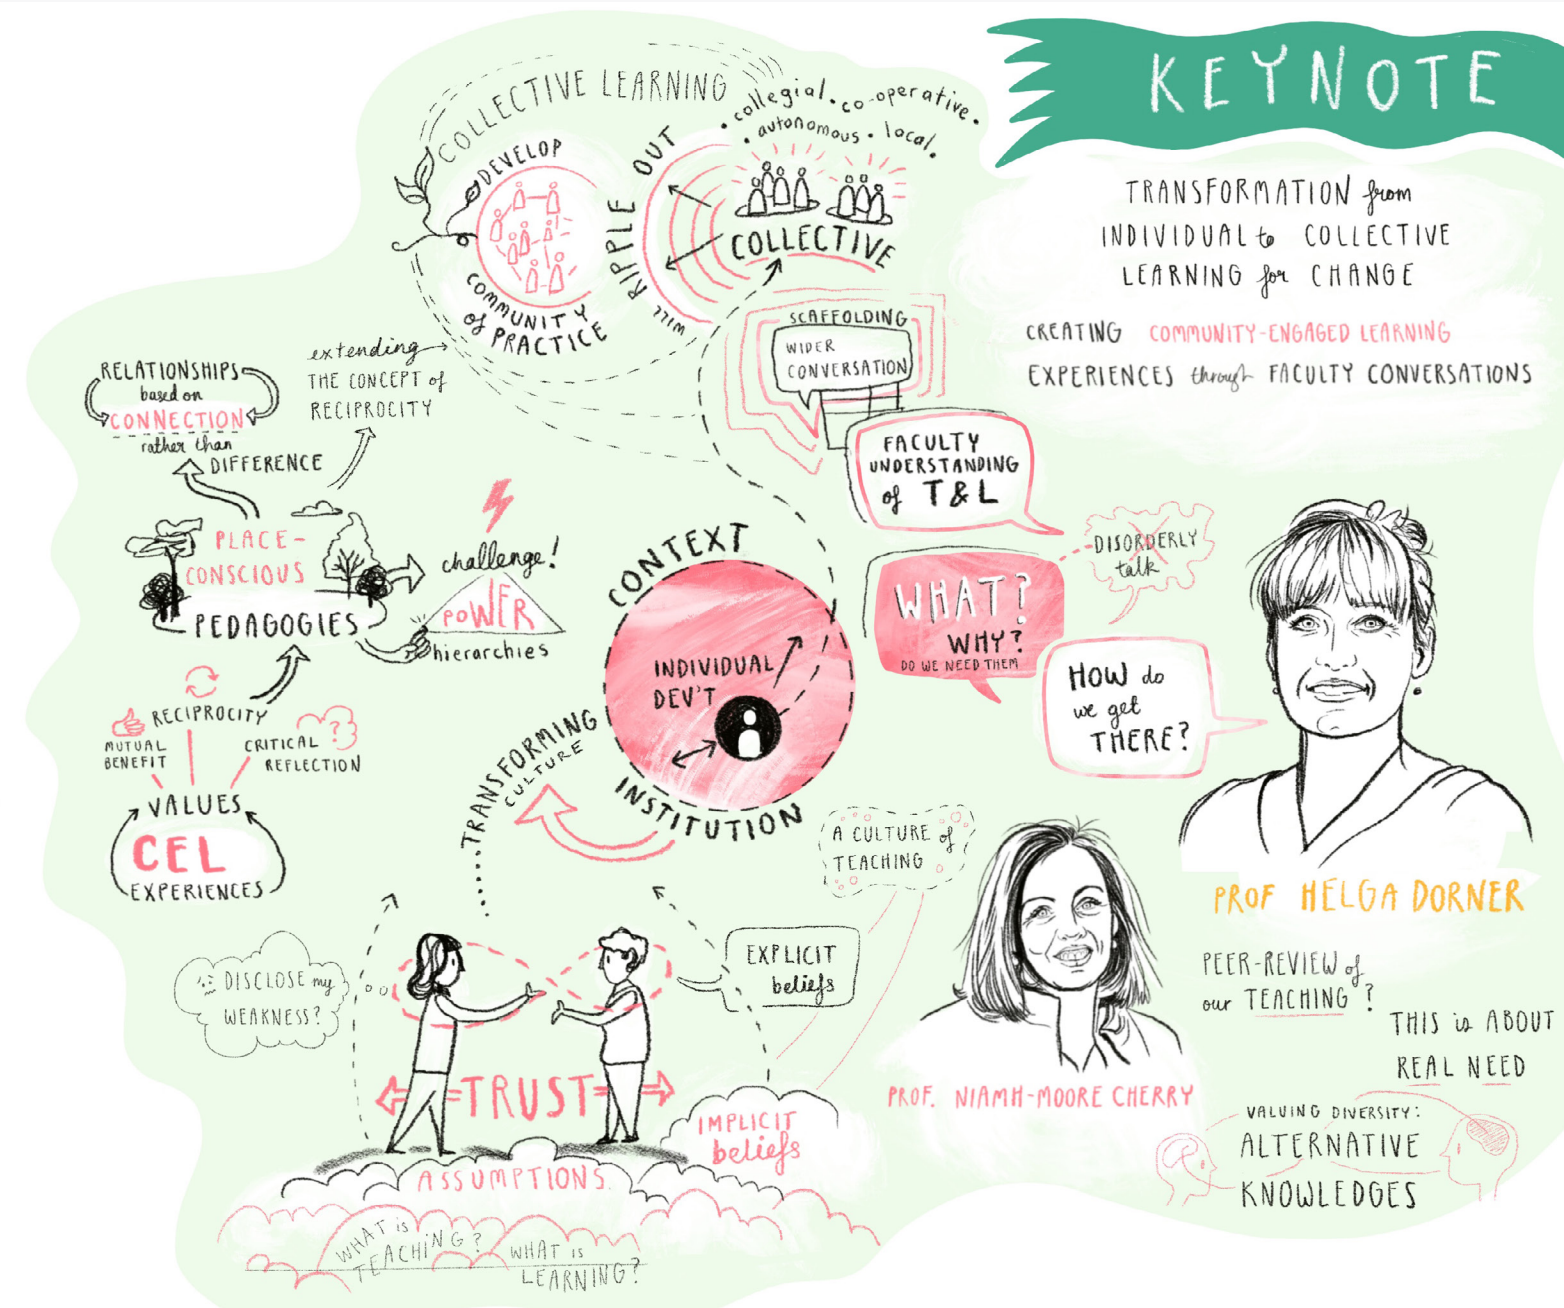 KEYNOTE
TRANSFORMATION from
INDIVIDUAL to COLLECTIVE
LEARNING for CHANGE
CREATING COMMUNITY-ENGAGED LEARNING
EXPERIENCES through FACULTY CONVERSATIONS
COLLECTIVE LEARNING
DEVELOP
COMMUNITY
of PRACTICE
WILL RIPPLE OUT
• collegial • co-operative •
• autonomous • local •
COLLECTIVE
SCAFFOLDING
WIDER
CONVERSATION
FACULTY
UNDERSTANDING
of T&L
WHAT?
WHY?
DO WE NEED THEM
DISORDERLY
talk
HOW do
we get
THERE?
RELATIONSHIPS
based on
CONNECTION
rather than
DIFFERENCE
extending
THE CONCEPT of
RECIPROCITY
PLACE-
CONSCIOUS
PEDAGOGIES
challenge!
POWER
hierarchies
RECIPROCITY
MUTUAL
BENEFIT
CRITICAL
REFLECTION
?
VALUES
CEL
EXPERIENCES
CONTEXT
INDIVIDUAL
DEV'T
INSTITUTION
.....TRANSFORMING
CULTURE
A CULTURE of
TEACHING
DISCLOSE my
WEAKNESS?
EXPLICIT
beliefs
TRUST
IMPLICIT
beliefs
ASSUMPTIONS
WHAT is
TEACHING?
WHAT is
LEARNING?
PROF HELGA DORNER
PROF. NIAMH-MOORE CHERRY
PEER-REVIEW of
our TEACHING?
THIS is ABOUT
REAL NEED
VALUING DIVERSITY:
ALTERNATIVE
KNOWLEDGES